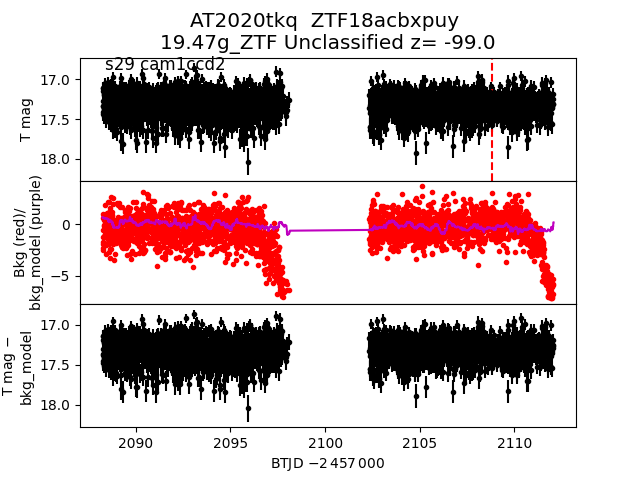 AT2020tkq  ZTF18acbxpuy
19.47g_ZTF Unclassified z= -99.0
s29 cam1ccd2
T mag
17.0
17.5
18.0
Bkg (red)/
bkg_model (purple)
0
−5
T mag −
bkg_model
17.0
17.5
18.0
2090
2095
2100
2105
2110
BTJD −2 457 000